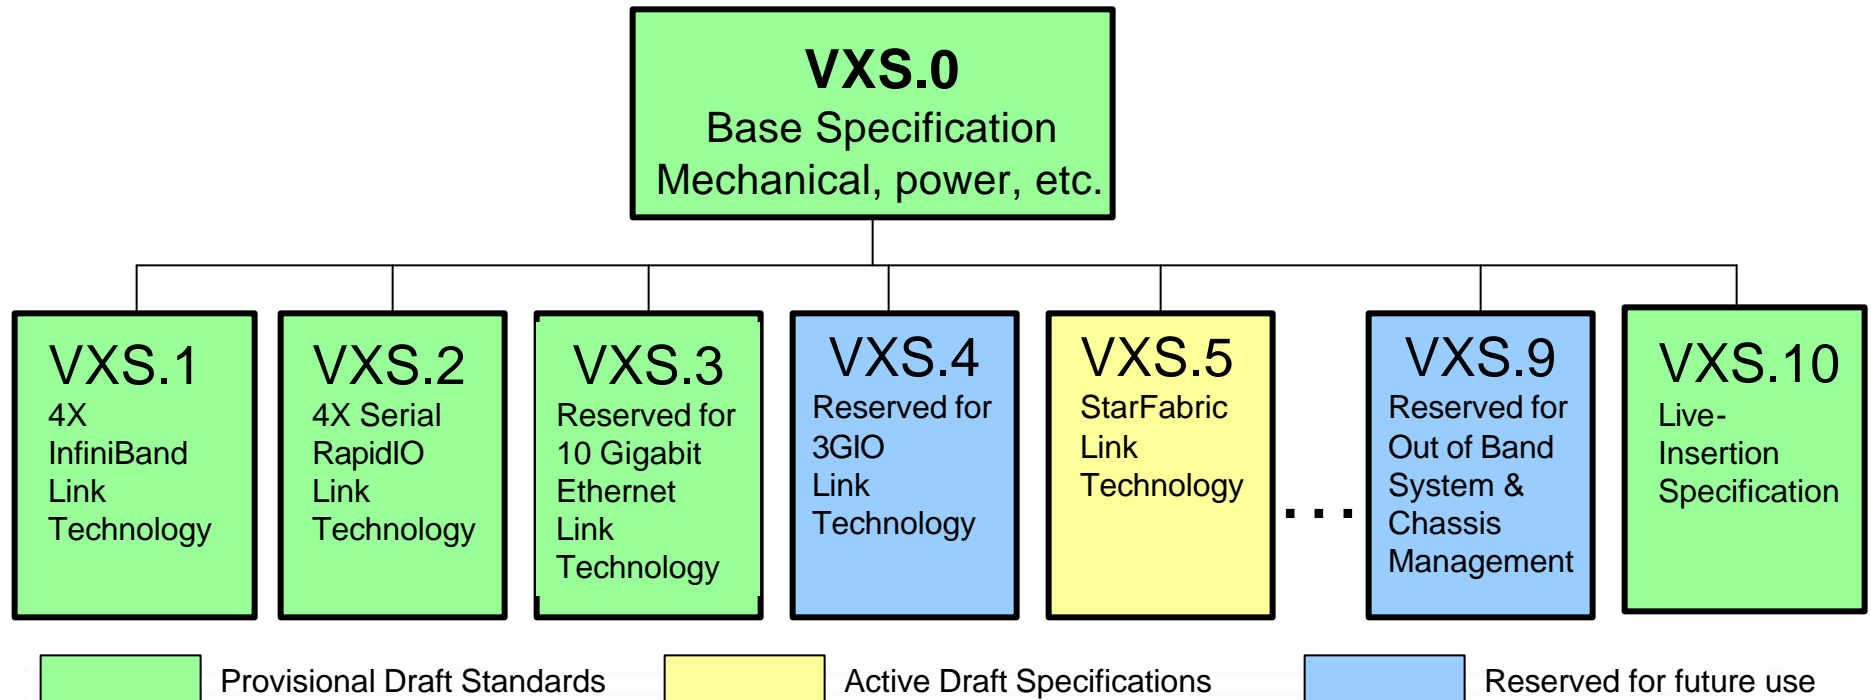 VXS.0
Base Specification
Mechanical, power, etc.
VXS.1
4X
InfiniBand
Link
Technology
VXS.2
4X Serial
RapidIO
Link
Technology
VXS.3
Reserved for
10 Gigabit
Ethernet
Link
Technology
VXS.4
Reserved for
3GIO
Link
Technology
VXS.5
StarFabric
Link
Technology
...
VXS.9
Reserved for
Out of Band
System &
Chassis
Management
VXS.10
Live-
Insertion
Specification
Provisional Draft Standards
Active Draft Specifications
Reserved for future use